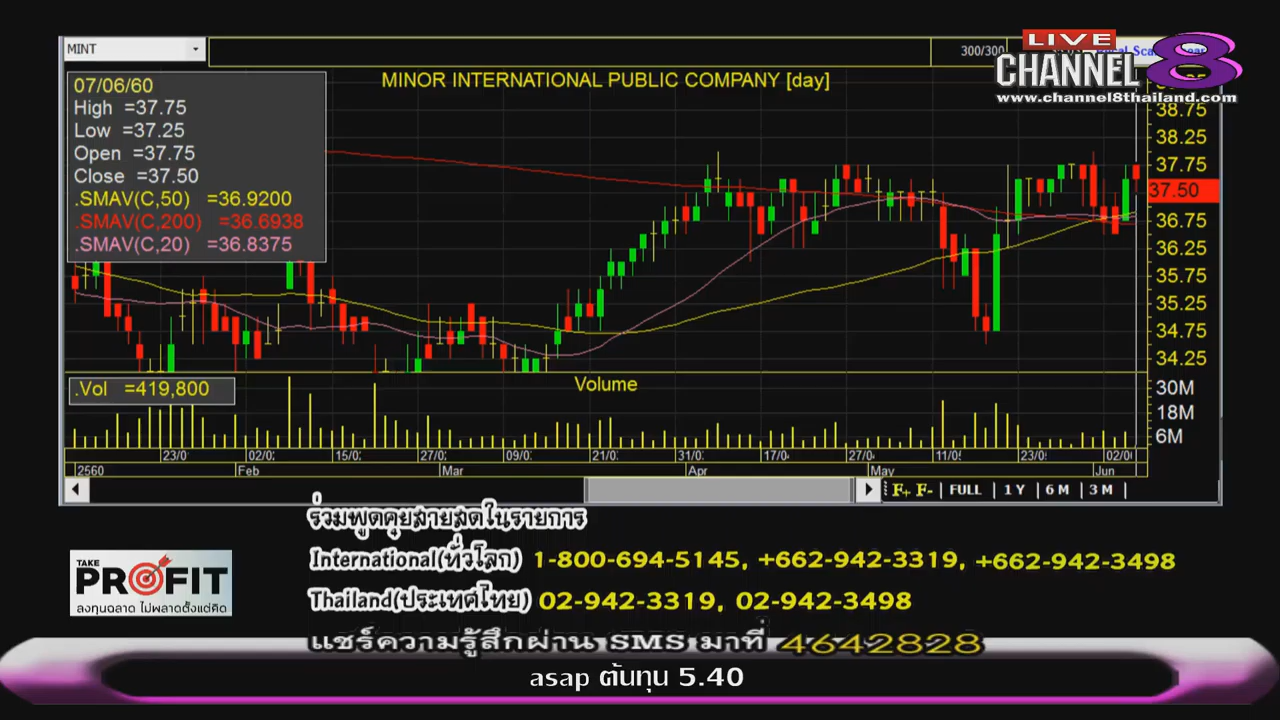 MINT
300/300
LIVE
CHANNEL 8
www.channel8thailand.com
MINOR INTERNATIONAL PUBLIC COMPANY [day]
07/06/60
High =37.75
Low =37.25
Open =37.75
Close =37.50
.SMAV(C,50) =36.9200
.SMAV(C,200) =36.6938
.SMAV(C,20) =36.8375
38.75
38.25
37.75
37.50
36.75
36.25
35.75
35.25
34.75
34.25
.Vol =419,800
Volume
30M
18M
6M
23/0 02/0 15/0 27/0 09/0 21/0 03/0 17/0 27/0 11/0 23/0 02/0
2560 Feb Mar Apr May Jun
F+ F- | FULL | 1 Y | 6 M | 3 M |
ร่วมพูดคุยสายสดในรายการ
International(ทั่วโลก) 1-800-694-5145, +662-942-3319, +662-942-3498
TAKE
PROFIT
ลงทุนฉลาด ไม่พลาดตั้งแต่คิด
Thailand(ประเทศไทย) 02-942-3319, 02-942-3498
แชร์ความรู้สึกผ่าน SMS มาที่ 4642828
asap ต้นทุน 5.40